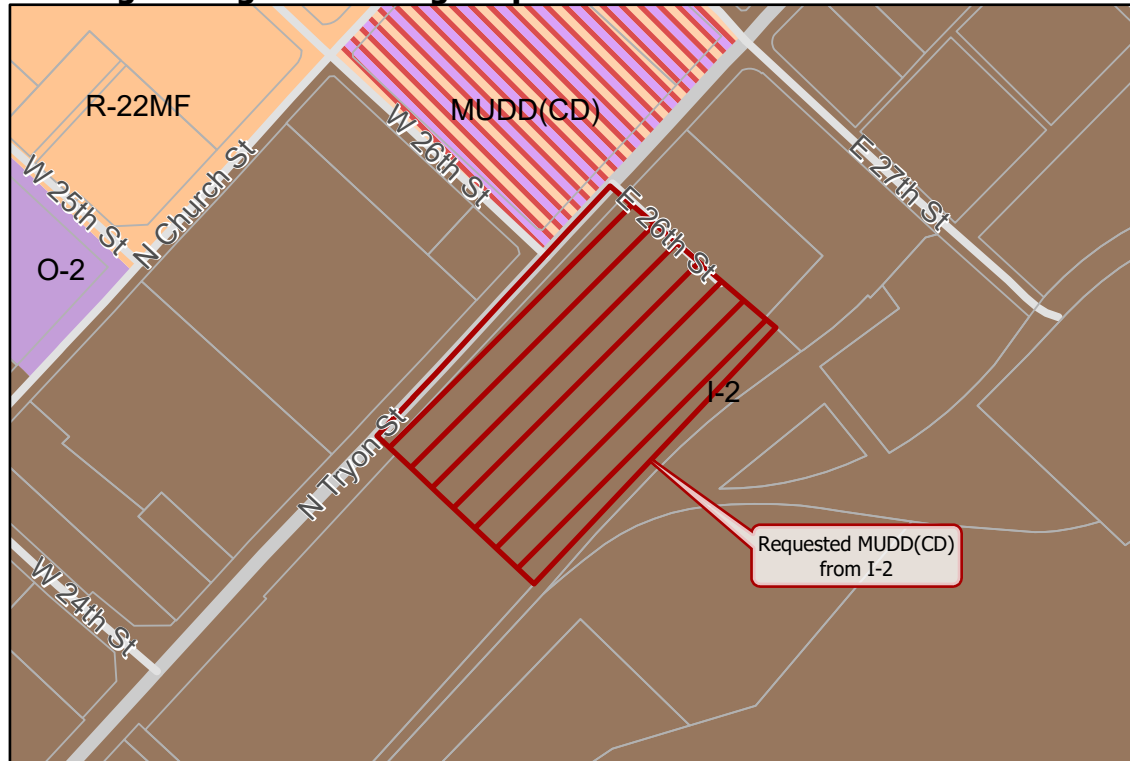 R-22MF
MUDD(CD)
W 26th St
E 27th St
W 25th St
N Church St
E 26th St
O-2
I-2
N Tryon St
Requested MUDD(CD)
from I-2
W 24th St